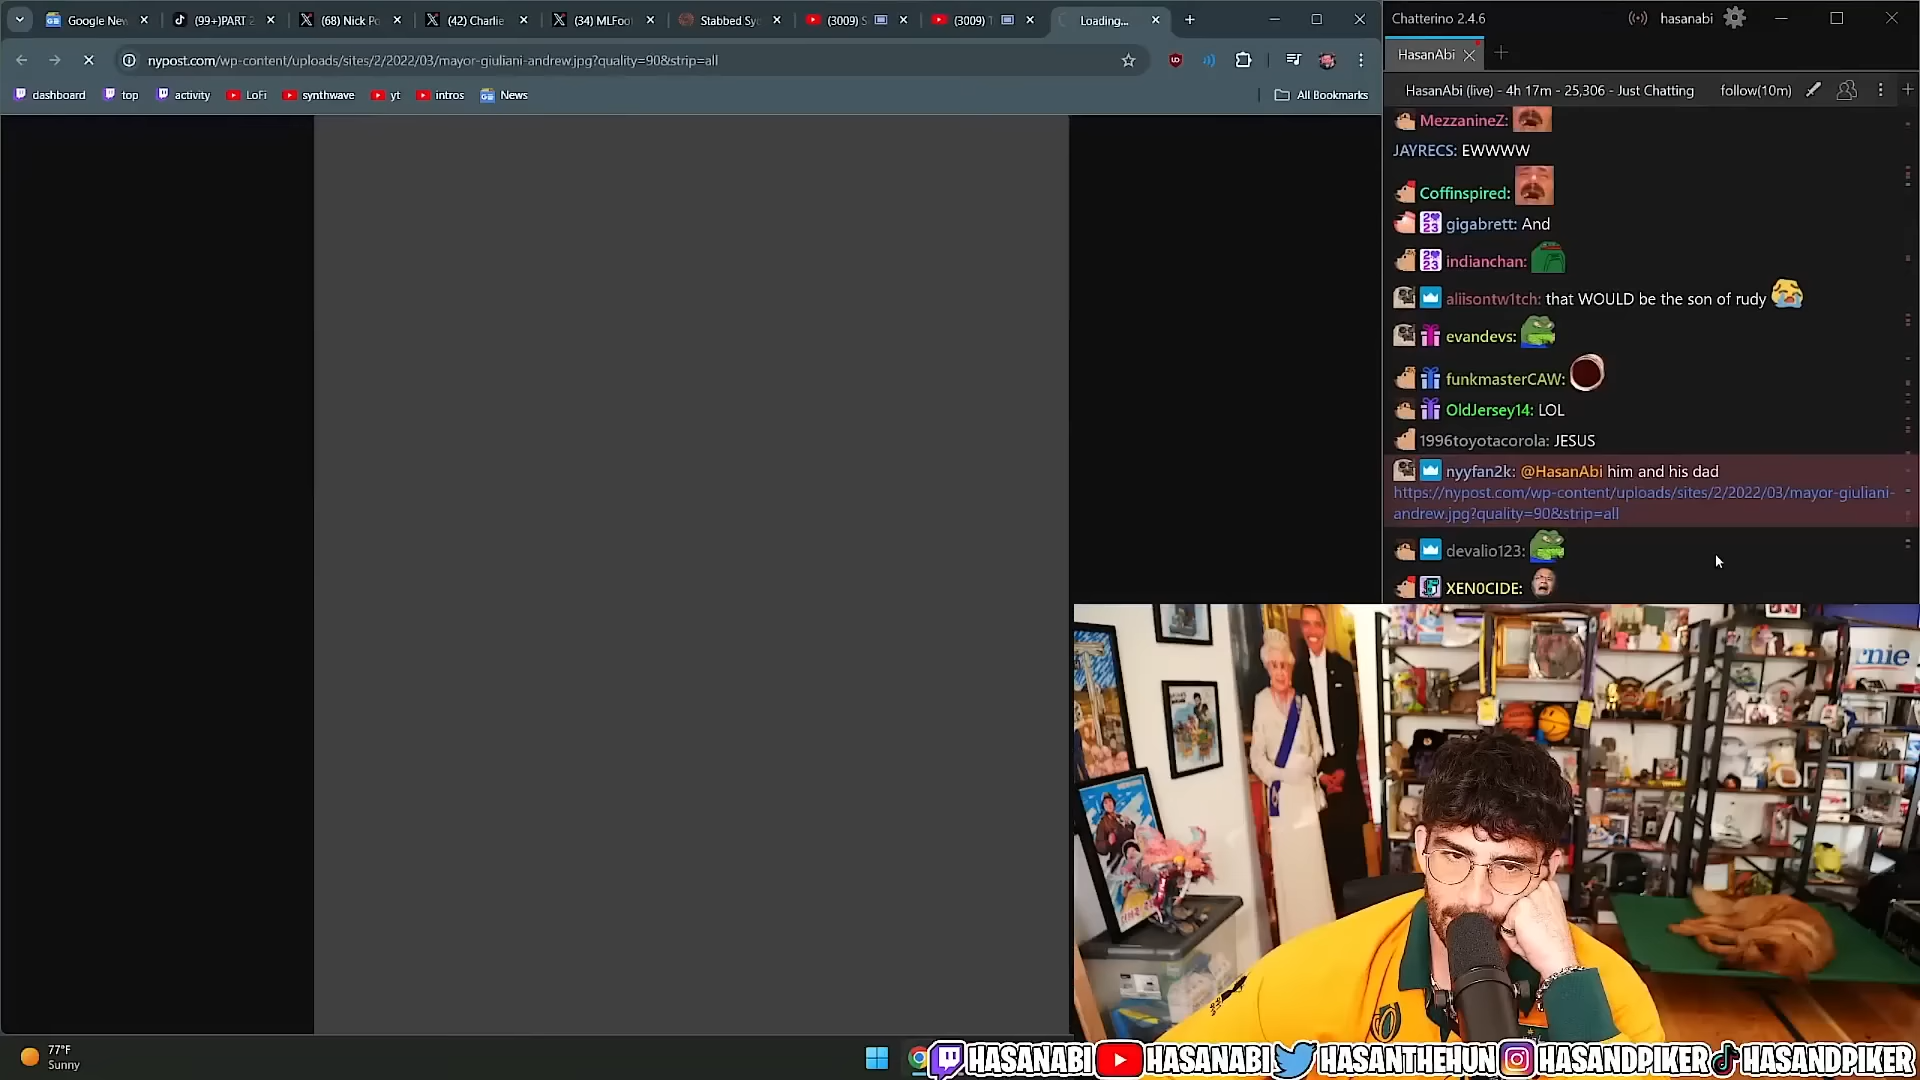 Google New
(99+)PART 2
(68) Nick Po
(42) Charlie
(34) MLFoot
Stabbed Syd
(3009) S
(3009) T
Loading...
nypost.com/wp-content/uploads/sites/2/2022/03/mayor-giuliani-andrew.jpg?quality=90&strip=all
dashboard
top
activity
LoFi
synthwave
yt
intros
News
All Bookmarks
Chatterino 2.4.6
hasanabi
HasanAbi
HasanAbi (live) - 4h 17m - 25,306 - Just Chatting
follow(10m)
MezzanineZ:
JAYRECS: EWWWW
Coffinspired:
gigabrett: And
indianchan:
aliisontw1tch: that WOULD be the son of rudy
evandevs:
funkmasterCAW:
OldJersey14: LOL
1996toyotacorola: JESUS
nyyfan2k: @HasanAbi him and his dad
https://nypost.com/wp-content/uploads/sites/2/2022/03/mayor-giuliani-
andrew.jpg?quality=90&strip=all
devalio123:
XEN0CIDE:
rnie
77°F
Sunny
HASANABI
HASANABI
HASANTHEHUN
HASANDPIKER
HASANDPIKER